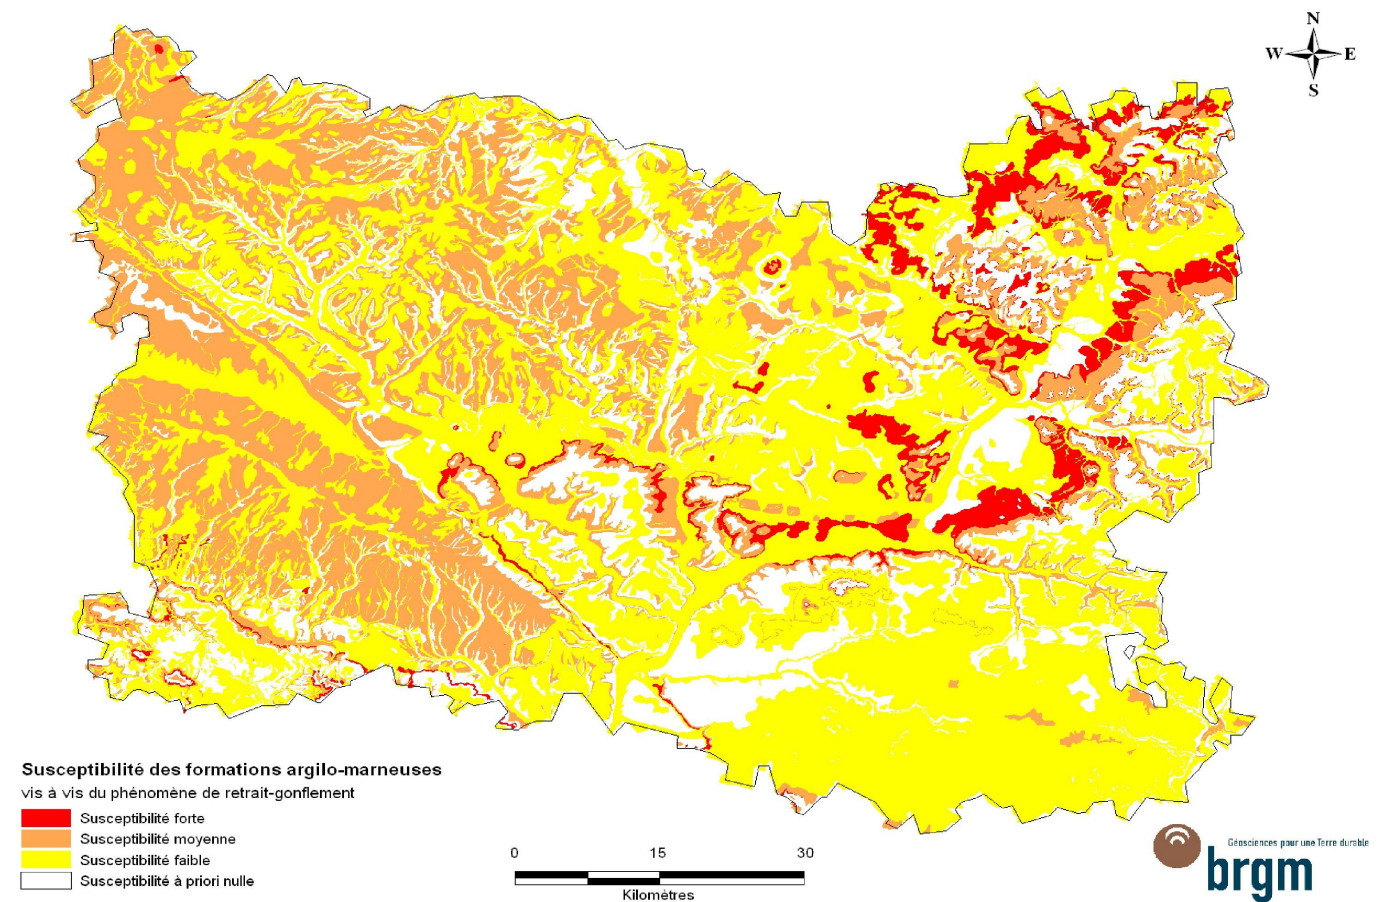 N
W E
S
Susceptibilité des formations argilo-marneuses
vis à vis du phénomène de retrait-gonflement
Susceptibilité forte
Susceptibilité moyenne
Susceptibilité faible
Susceptibilité à priori nulle
0 15 30
Kilomètres
Géosciences pour une Terre durable
brgm